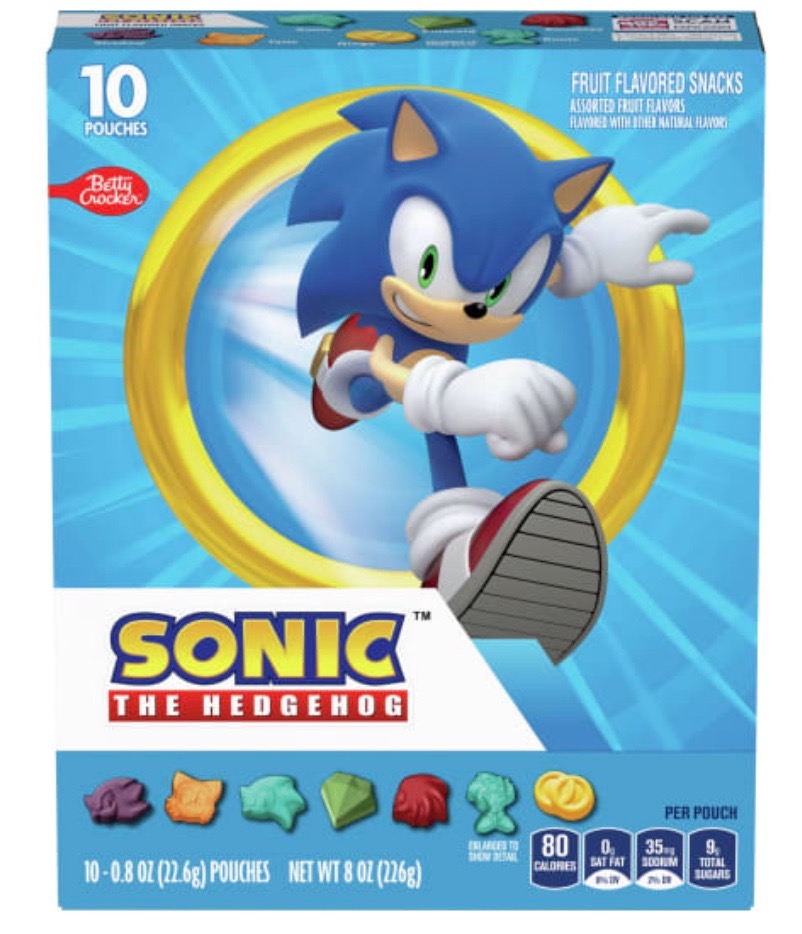 10
POUCHES
Betty
Crocker
FRUIT FLAVORED SNACKS
ASSORTED FRUIT FLAVORS
FLAVORED WITH OTHER NATURAL FLAVORS
SONIC™
THE HEDGEHOG
ENLARGED TO
SHOW DETAIL
PER POUCH
80
CALORIES
0g
SAT FAT
0% DV
35mg
SODIUM
2% DV
9g
TOTAL
SUGARS
10 - 0.8 OZ (22.6g) POUCHES NET WT 8 OZ (226g)